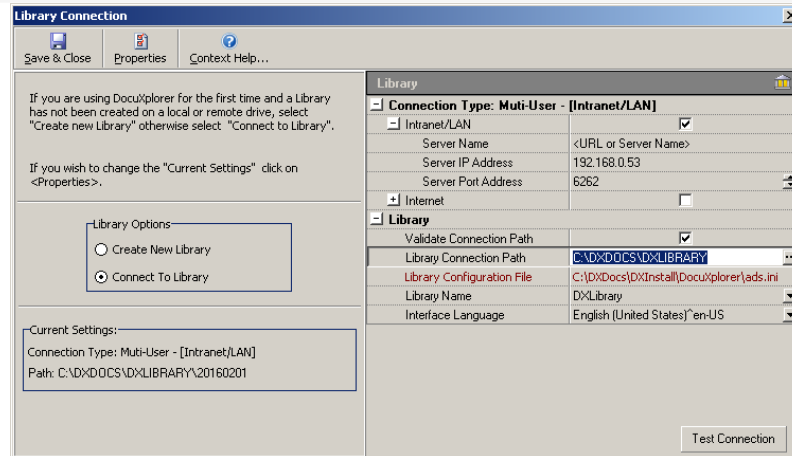 Library Connection
Save & Close
Properties
Context Help...
If you are using DocuXplorer for the first time and a Library
has not been created on a local or remote drive, select
"Create new Library" otherwise select "Connect to Library".
If you wish to change the "Current Settings" click on
<Properties>.
Library Options
Create New Library
Connect To Library
Current Settings:
Connection Type: Muti-User - [Intranet/LAN]
Path: C:\DXDOCS\DXLIBRARY\20160201
Library
Connection Type: Muti-User - [Intranet/LAN]
Intranet/LAN
Server Name <URL or Server Name>
Server IP Address 192.168.0.53
Server Port Address 6262
Internet
Library
Validate Connection Path
Library Connection Path C:\DXDOCS\DXLIBRARY
Library Configuration File C:\DXDocs\DXInstall\DocuXplorer\ads.ini
Library Name DXLibrary
Interface Language English (United States)^en-US
Test Connection